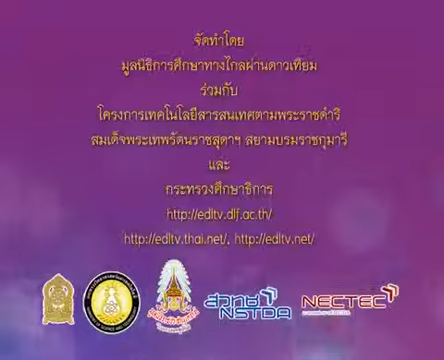 จัดทำโดย
มูลนิธิการศึกษาทางไกลผ่านดาวเทียม
ร่วมกับ
โครงการเทคโนโลยีสารสนเทศตามพระราชดำริ
สมเด็จพระเทพรัตนราชสุดาฯ สยามบรมราชกุมารี
และ
กระทรวงศึกษาธิการ
http://edltv.dlf.ac.th/
http://edltv.thai.net/, http://edltv.net/
สวทช NECTEC
NSTDA